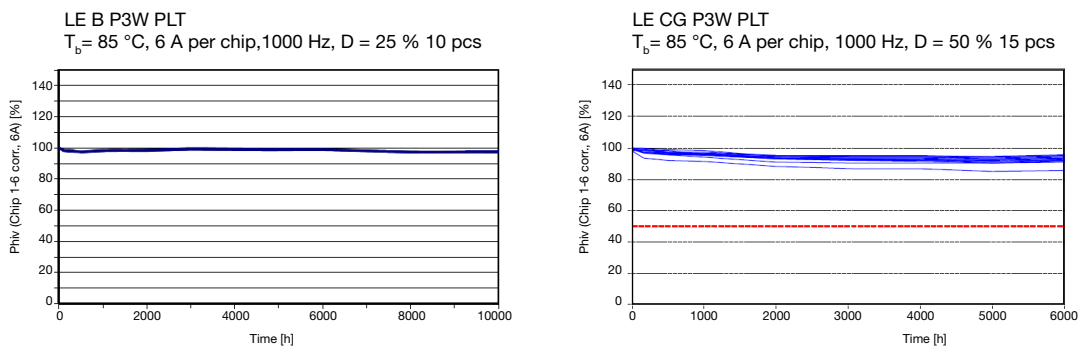 LE B P3W PLT
T_b= 85 °C, 6 A per chip,1000 Hz, D = 25 % 10 pcs
Phiv (Chip 1-6 corr., 6A) [%]
140
120
100
80
60
40
20
0
0 2000 4000 6000 8000 10000
Time [h]
LE CG P3W PLT
T_b= 85 °C, 6 A per chip, 1000 Hz, D = 50 % 15 pcs
Phiv (Chip 1-6 corr., 6A) [%]
140
120
100
80
60
40
20
0
0 1000 2000 3000 4000 5000 6000
Time [h]